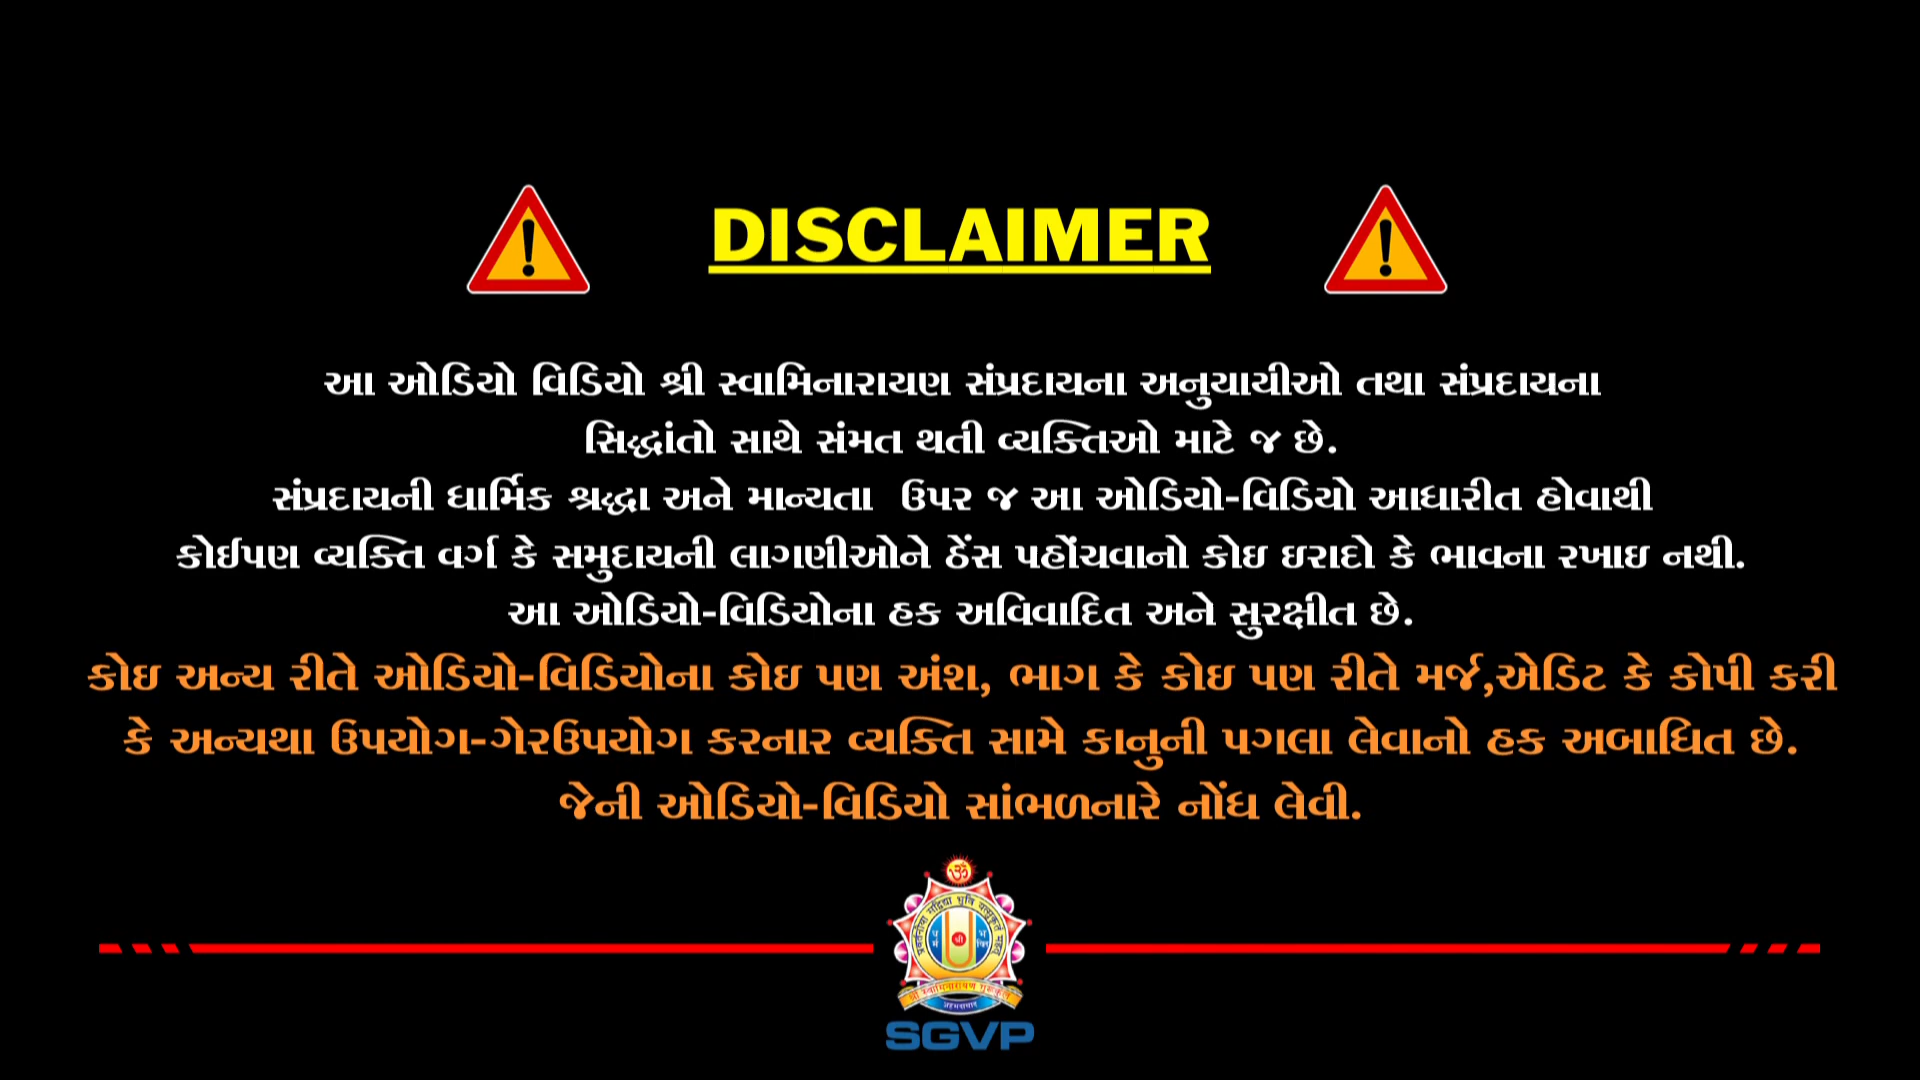 DISCLAIMER
આ ઓડિયો વિડિયો શ્રી સ્વામિનારાયણ સંપ્રદાયના અનુયાયીઓ તથા સંપ્રદાયના
સિદ્ધાંતો સાથે સંમત થતી વ્યક્તિઓ માટે જ છે.
સંપ્રદાયની ધાર્મિક શ્રદ્ધા અને માન્યતા ઉપર જ આ ઓડિયો-વિડિયો આધારીત હોવાથી
કોઈપણ વ્યક્તિ વર્ગ કે સમુદાયની લાગણીઓને ઠેંસ પહોંચવાનો કોઇ ઇરાદો કે ભાવના રખાઇ નથી.
આ ઓડિયો-વિડિયોના હક અવિવાદિત અને સુરક્ષીત છે.
કોઇ અન્ય રીતે ઓડિયો-વિડિયોના કોઇ પણ અંશ, ભાગ કે કોઇ પણ રીતે મર્જ,એડિટ કે કોપી કરી
કે અન્યથા ઉપયોગ-ગેરઉપયોગ કરનાર વ્યક્તિ સામે કાનુની પગલા લેવાનો હક અબાધિત છે.
જેની ઓડિયો-વિડિયો સાંભળનારે નોંધ લેવી.
ॐ
श्री
श्री स्वामिनारायण गुरुकुल
SGVP